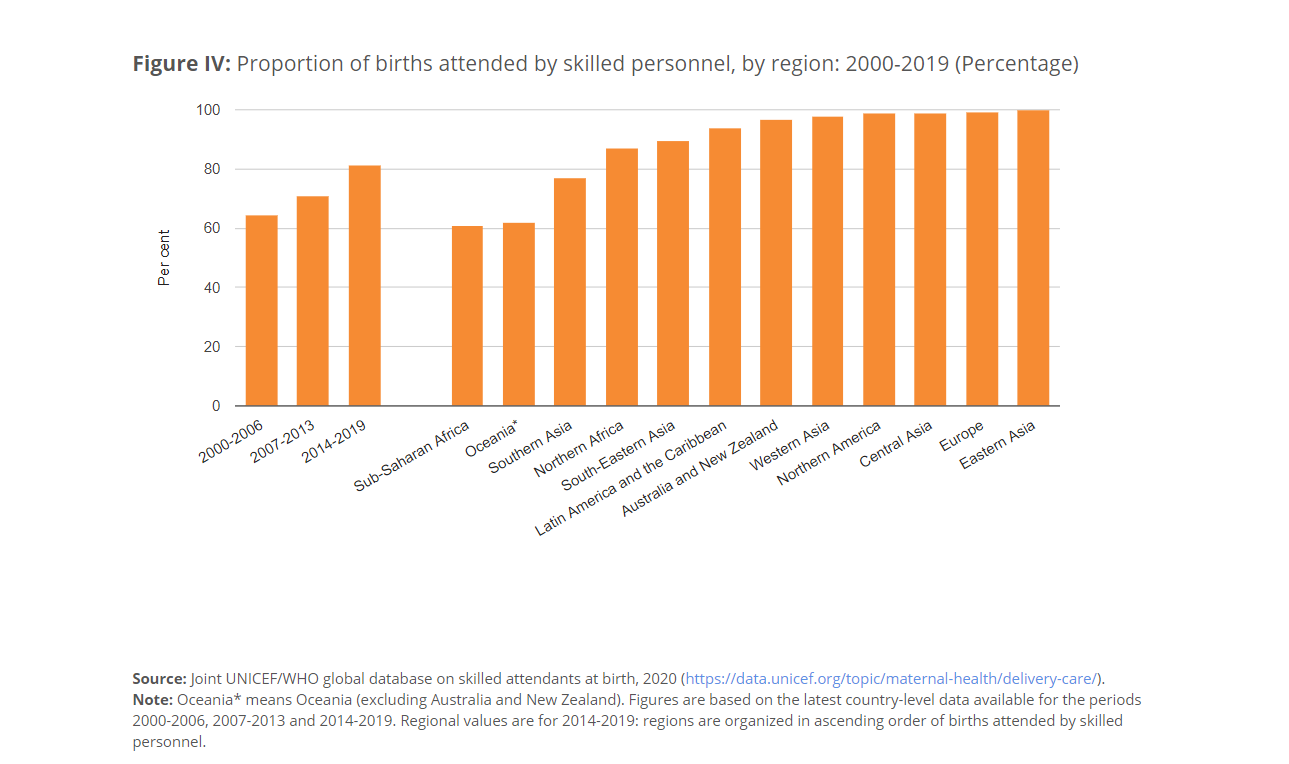 Figure IV: Proportion of births attended by skilled personnel, by region: 2000-2019 (Percentage)
100
80
60
40
20
0
Per cent
2000-2006
2007-2013
2014-2019
Sub-Saharan Africa
Oceania*
Southern Asia
Northern Africa
South-Eastern Asia
Latin America and the Caribbean
Australia and New Zealand
Western Asia
Northern America
Central Asia
Europe
Eastern Asia
Source: Joint UNICEF/WHO global database on skilled attendants at birth, 2020 (https://data.unicef.org/topic/maternal-health/delivery-care/).
Note: Oceania* means Oceania (excluding Australia and New Zealand). Figures are based on the latest country-level data available for the periods
2000-2006, 2007-2013 and 2014-2019. Regional values are for 2014-2019: regions are organized in ascending order of births attended by skilled
personnel.